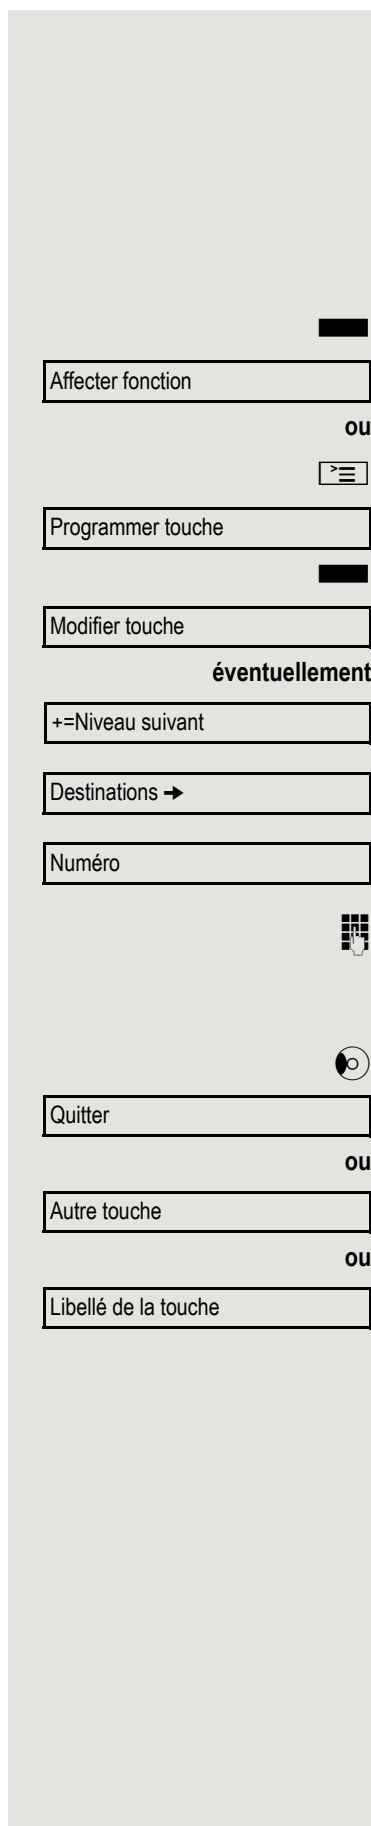 Affecter fonction
ou
Programmer touche
Modifier touche
éventuellement
+=Niveau suivant
Destinations →
Numéro
Quitter
ou
Autre touche
ou
Libellé de la touche